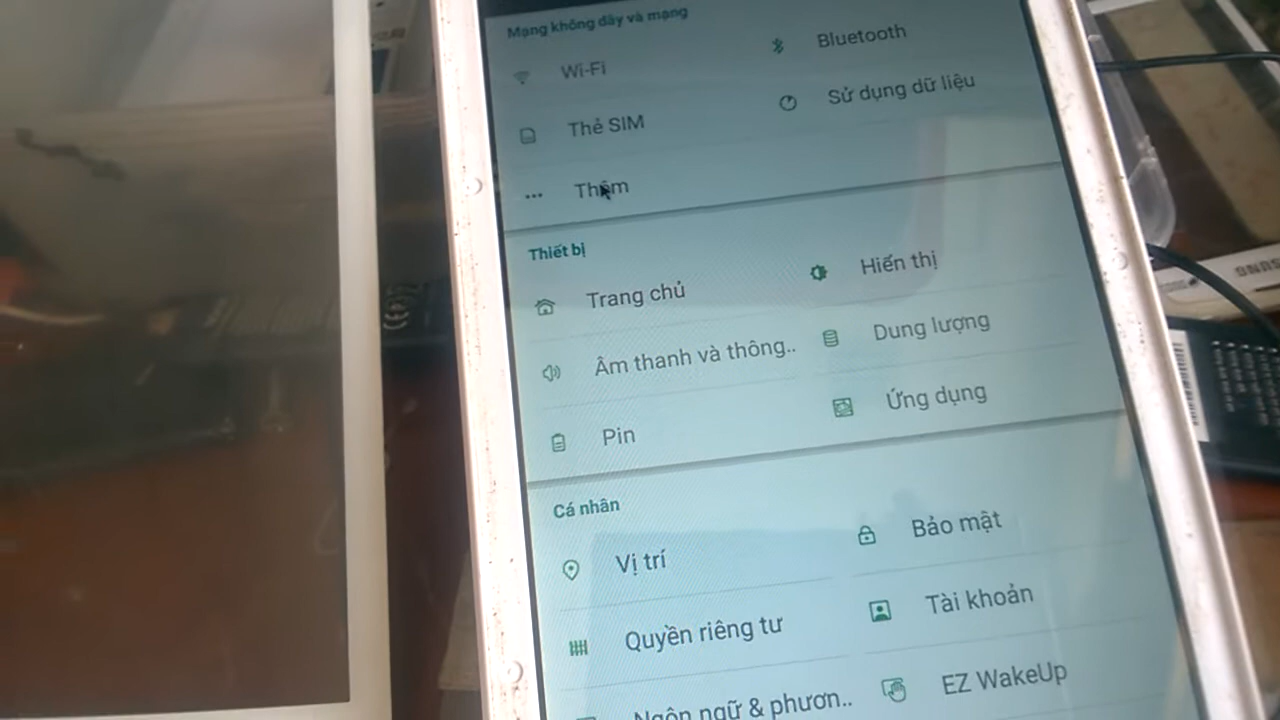 Mạng không dây và mạng
Wi-Fi
Bluetooth
Thẻ SIM
Sử dụng dữ liệu
Thêm
Thiết bị
Trang chủ
Hiển thị
Âm thanh và thông..
Dung lượng
Pin
Ứng dụng
Cá nhân
Vị trí
Bảo mật
Quyền riêng tư
Tài khoản
Ngôn ngữ & phươn..
EZ WakeUp